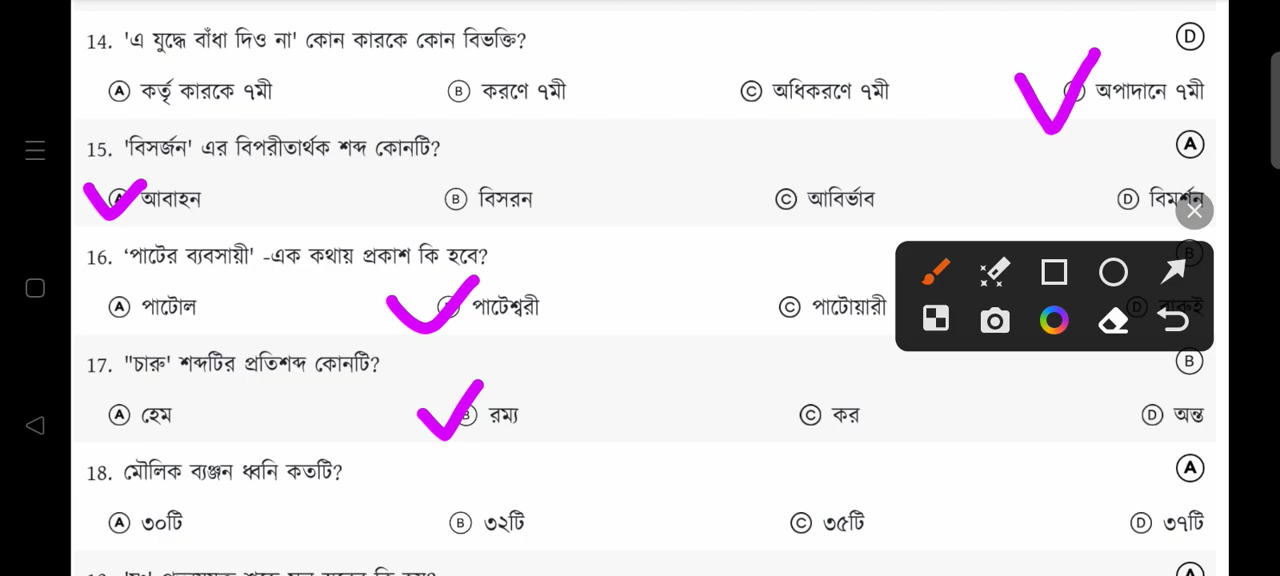 14. 'এ যুদ্ধে বাঁধা দিও না' কোন কারকে কোন বিভক্তি? D
A কর্তৃ কারকে ৭মী B করণে ৭মী C অধিকরণে ৭মী অপাদানে ৭মী
15. 'বিসর্জন' এর বিপরীতার্থক শব্দ কোনটি? A
A আবাহন B বিসরন C আবির্ভাব D বিমর্শন
16. ‘পাটের ব্যবসায়ী' -এক কথায় প্রকাশ কি হবে? B
A পাটোল B পাটেশ্বরী C পাটোয়ারী D বারুই
17. "চারু' শব্দটির প্রতিশব্দ কোনটি? B
A হেম B রম্য C কর D অন্ত
18. মৌলিক ব্যঞ্জন ধ্বনি কতটি? A
A ৩০টি B ৩২টি C ৩৫টি D ৩৭টি
A